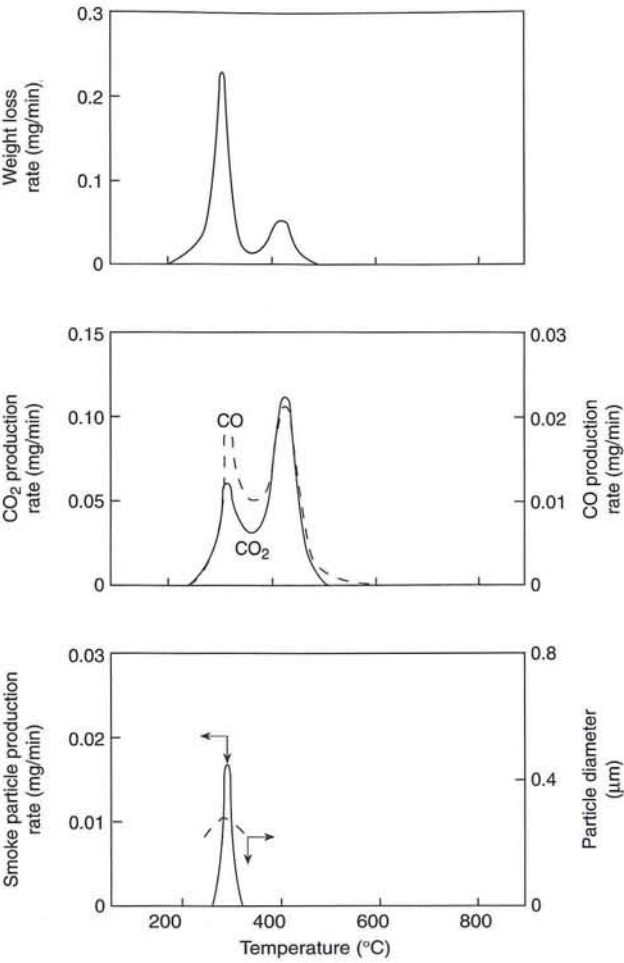 0.3
0.2
0.1
0
Weight loss
rate (mg/min)
0.15
0.10
0.05
0
CO₂ production
rate (mg/min)
CO
CO₂
0.03
0.02
0.01
0
CO production
rate (mg/min)
0.03
0.02
0.01
0
Smoke particle production
rate (mg/min)
0.8
0.4
0
Particle diameter
(μm)
200 400 600 800
Temperature (°C)